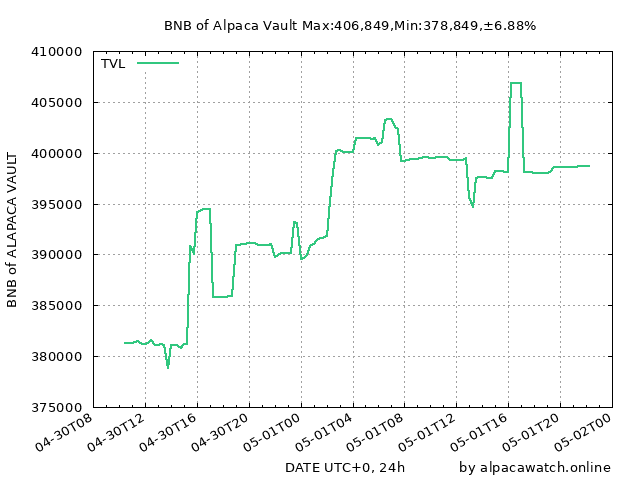 BNB of Alpaca Vault Max:406,849,Min:378,849,±6.88%
TVL
410000
405000
400000
395000
390000
385000
380000
375000
BNB of ALAPACA VAULT
04-30T08
04-30T12
04-30T16
04-30T20
05-01T00
05-01T04
05-01T08
05-01T12
05-01T16
05-01T20
05-02T00
DATE UTC+0, 24h
by alpacawatch.online